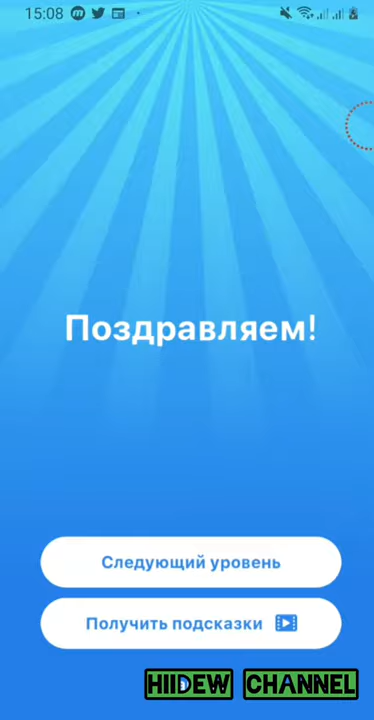 15:08
Поздравляем!
Следующий уровень
Получить подсказки
HIIDEW CHANNEL